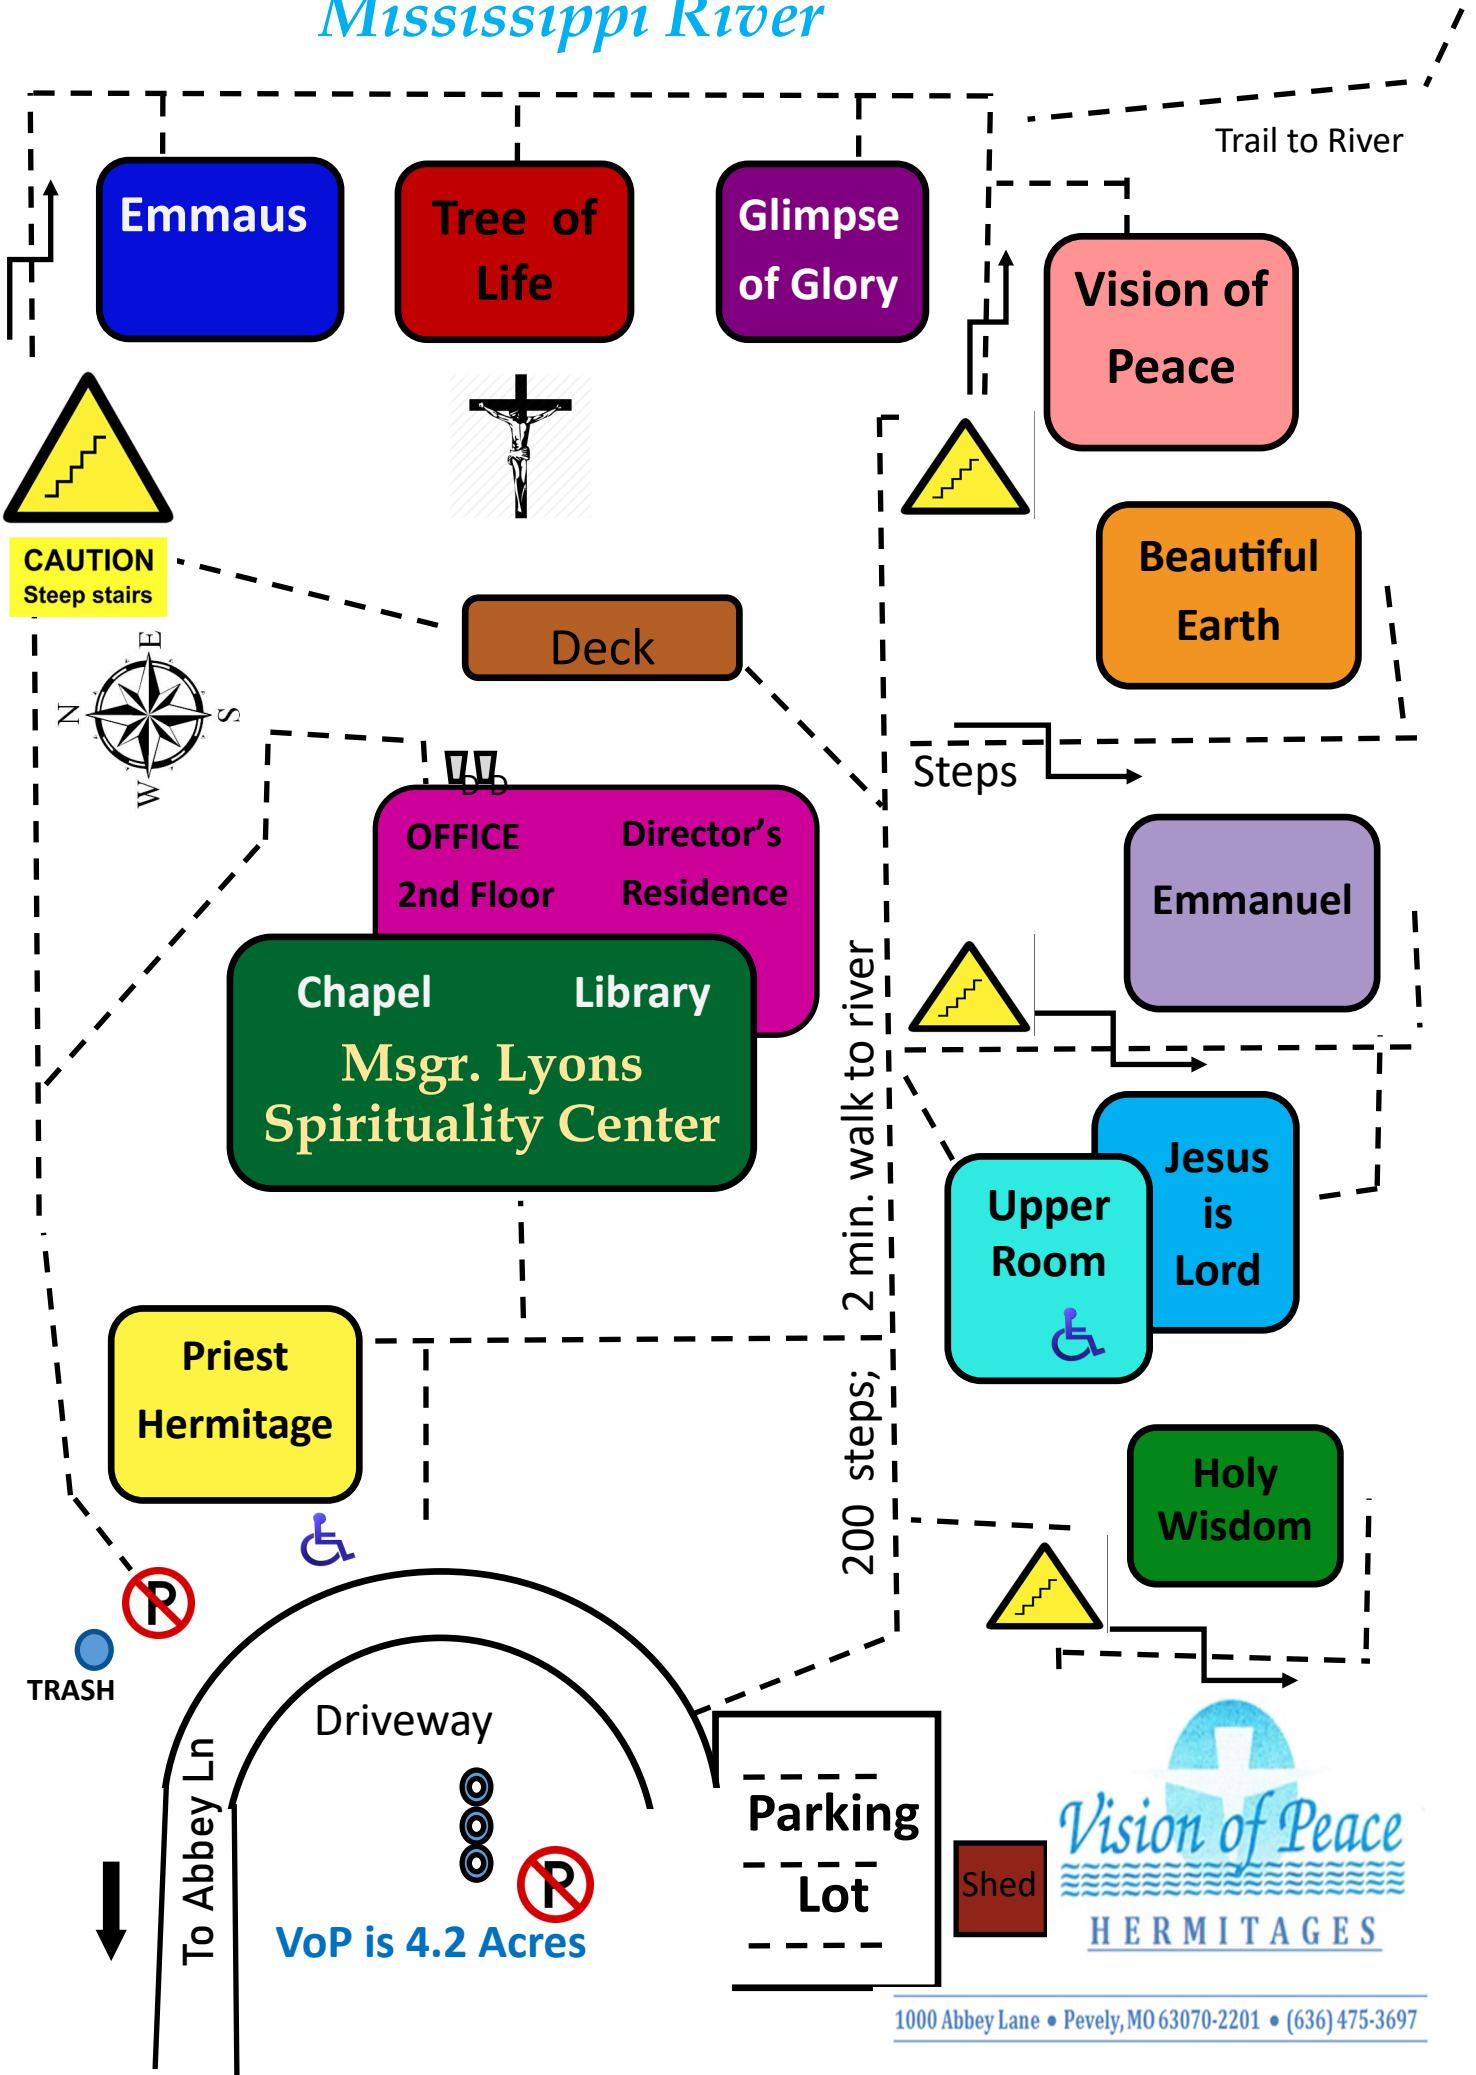 Mississippi River
Trail to River
Emmaus
Tree of
Life
Glimpse
of Glory
Vision of
Peace
CAUTION
Steep stairs
Beautiful
Earth
Deck
E
N
S
W
Steps
D D
OFFICE
2nd Floor
Director's
Residence
Emmanuel
Chapel
Library
Msgr. Lyons
Spirituality Center
200 steps; 2 min. walk to river
Jesus
is
Lord
Upper
Room
Priest
Hermitage
Holy
Wisdom
P
TRASH
Driveway
To Abbey Ln
P
VoP is 4.2 Acres
Parking
Lot
Shed
Vision of Peace
HERMITAGES
1000 Abbey Lane • Pevely, MO 63070-2201 • (636) 475-3697